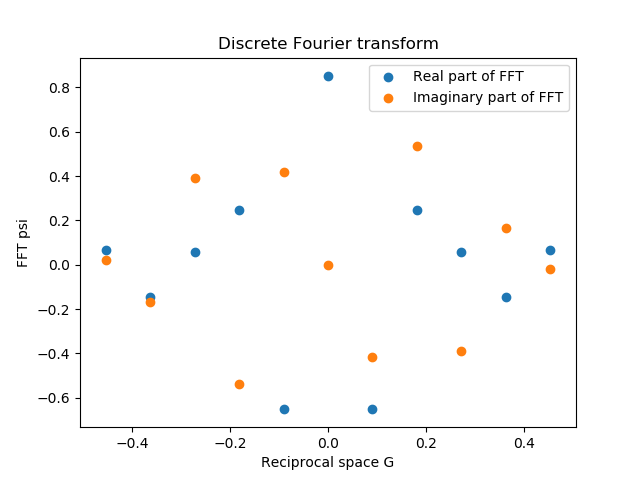 Discrete Fourier transform
Real part of FFT
Imaginary part of FFT
0.8
0.6
0.4
0.2
0.0
−0.2
−0.4
−0.6
FFT psi
−0.4
−0.2
0.0
0.2
0.4
Reciprocal space G